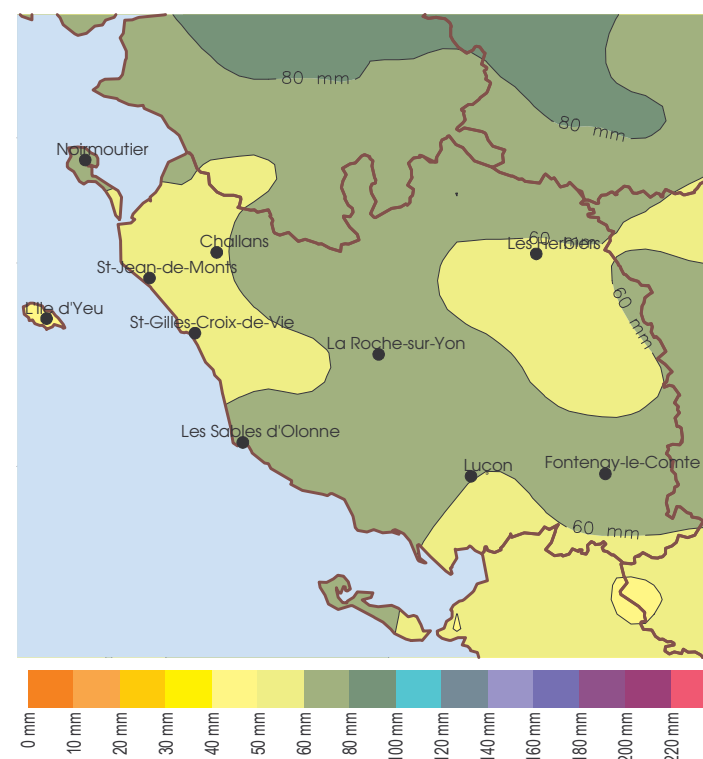 80 mm
80 mm
Noirmoutier
Challans
60 mm
Les Herbiers
St-Jean-de-Monts
L'Ile d'Yeu
St-Gilles-Croix-de-Vie
60 mm
La Roche-sur-Yon
Les Sables d'Olonne
Luçon
Fontenay-le-Comte
60 mm
0 mm
10 mm
20 mm
30 mm
40 mm
50 mm
60 mm
80 mm
100 mm
120 mm
140 mm
160 mm
180 mm
200 mm
220 mm